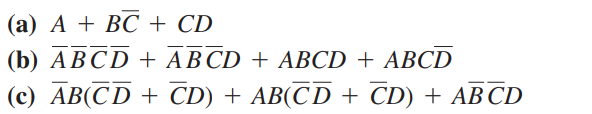 (a) A + BC̅ + CD
(b) A̅B̅C̅D̅ + A̅B̅C̅D + ABCD + ABCD̅
(c) A̅B(C̅D̅ + C̅D) + AB(C̅D̅ + C̅D) + AB̅C̅D